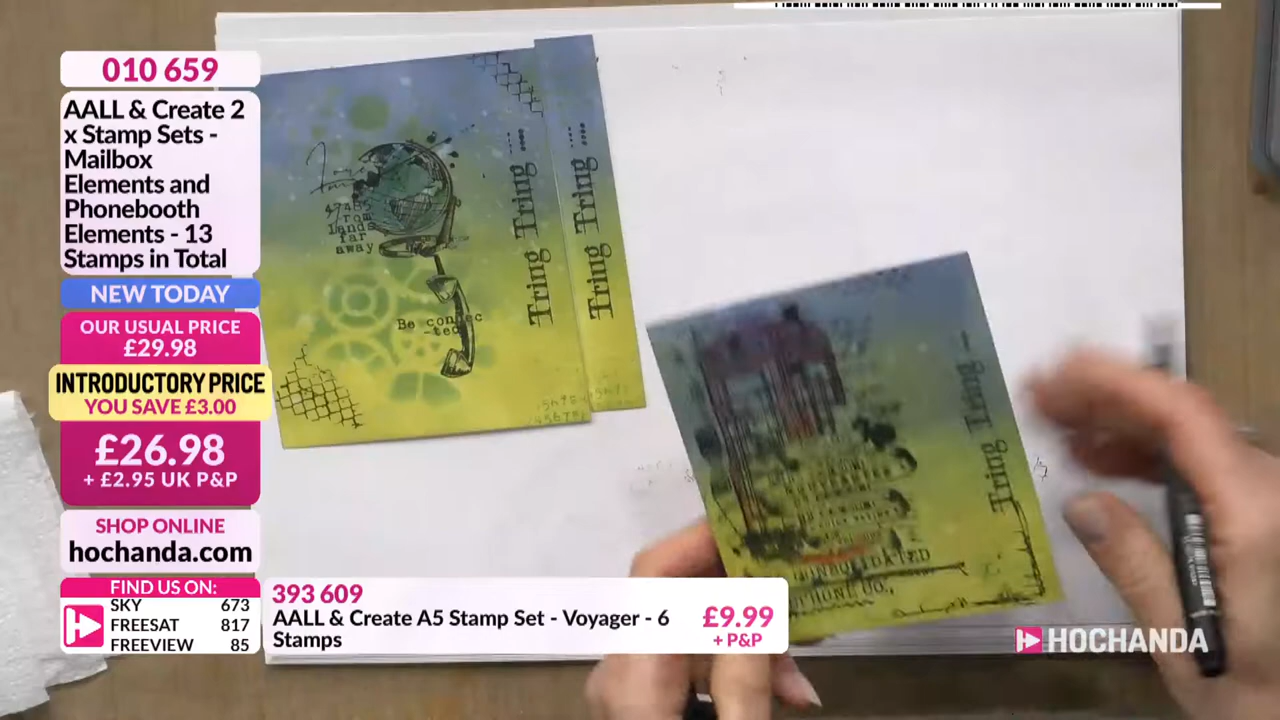 010 659
AALL & Create 2
x Stamp Sets -
Mailbox
Elements and
Phonebooth
Elements - 13
Stamps in Total
NEW TODAY
OUR USUAL PRICE
£29.98
INTRODUCTORY PRICE
YOU SAVE £3.00
£26.98
+ £2.95 UK P&P
SHOP ONLINE
hochanda.com
FIND US ON:
SKY 673
FREESAT 817
FREEVIEW 85
393 609
AALL & Create A5 Stamp Set - Voyager - 6
Stamps
£9.99
+ P&P
HOCHANDA
from
lands
far
away
Be connec
-ted
Tring ....
Tring ....
Tring Tring